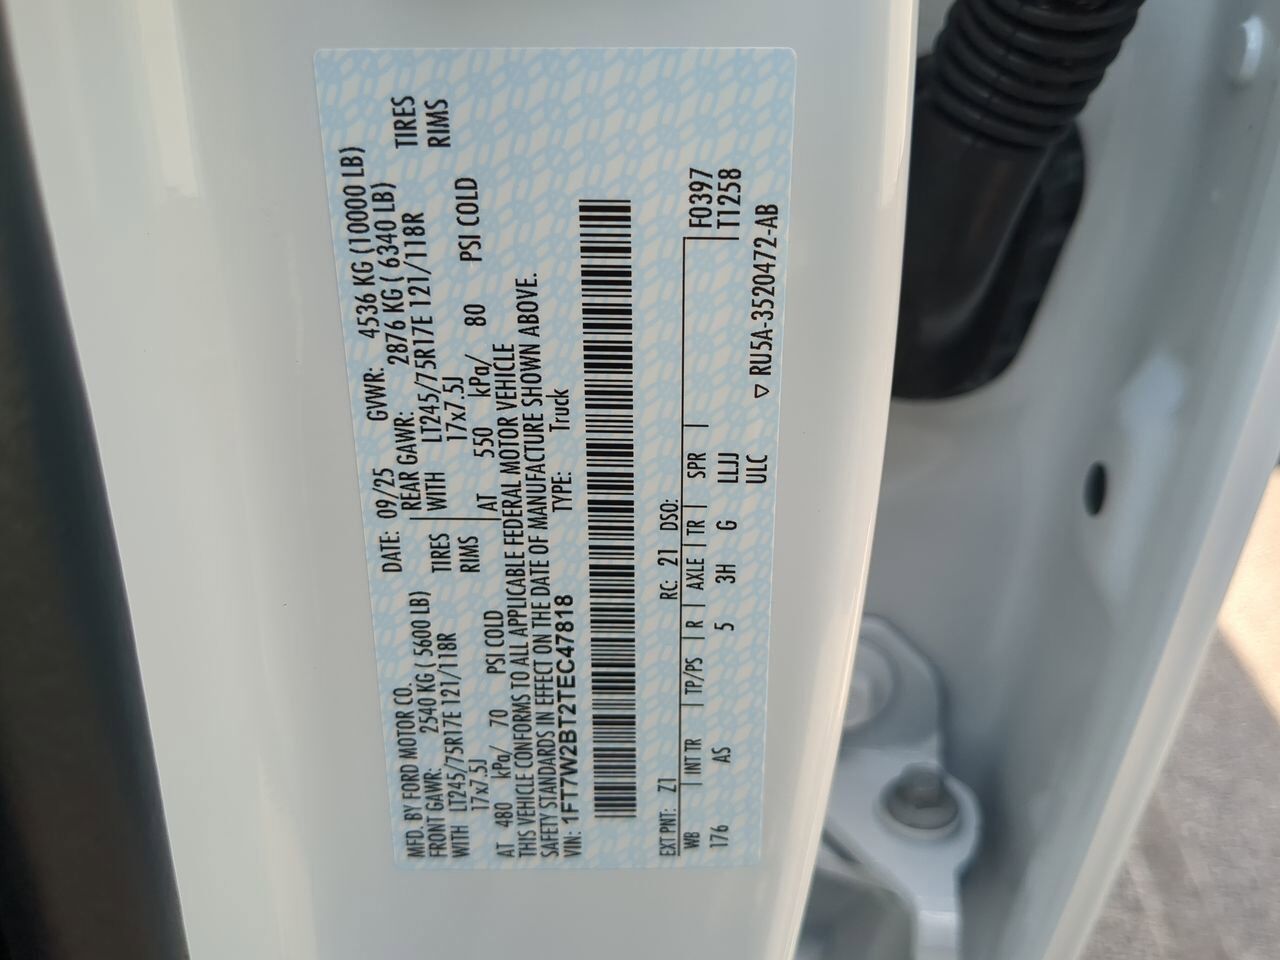 MFD. BY FORD MOTOR CO. DATE: 09/25 GVWR: 4536 KG (10000 LB)
FRONT GAWR: 2540 KG ( 5600 LB) REAR GAWR: 2876 KG ( 6340 LB)
WITH LT245/75R17E 121/118R TIRES WITH LT245/75R17E 121/118R TIRES
17x7.5J RIMS 17x7.5J RIMS
AT 480 kPa/ 70 PSI COLD AT 550 kPa/ 80 PSI COLD
THIS VEHICLE CONFORMS TO ALL APPLICABLE FEDERAL MOTOR VEHICLE
SAFETY STANDARDS IN EFFECT ON THE DATE OF MANUFACTURE SHOWN ABOVE.
VIN: 1FT7W2BT2TEC47818 TYPE: Truck
EXT PNT: Z1 RC: 21 DSO: F0397
WB INT TR TP/PS R AXLE TR SPR T1258
176 AS 5 3H G LLJJ
ULC ▽ RU5A-3520472-AB